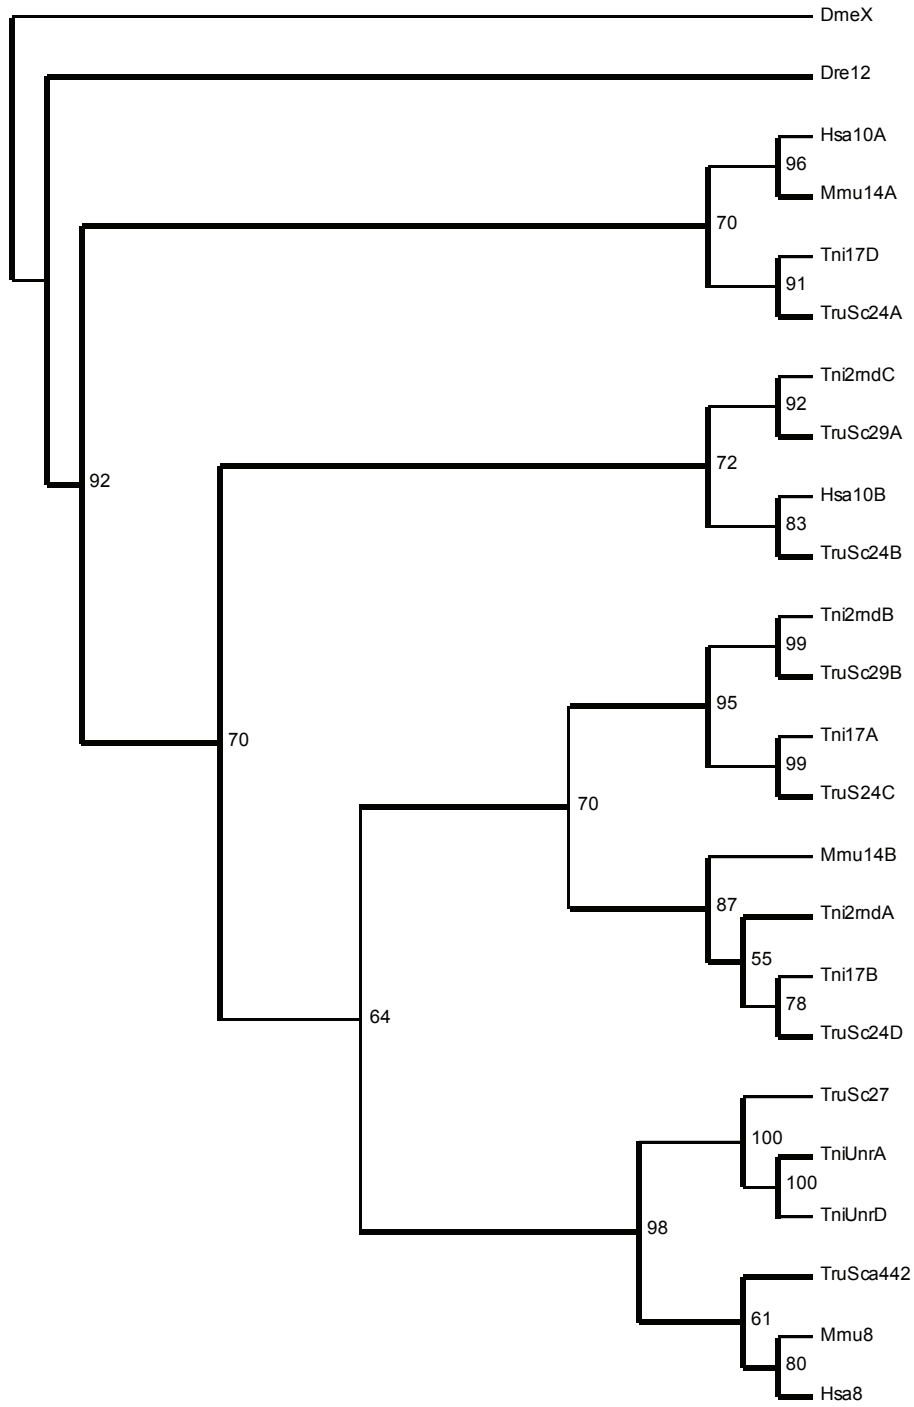 DmeX
Dre12
Hsa10A
96
Mmu14A
70
Tni17D
91
TruSc24A
Tni2rndC
92
TruSc29A
72
92
Hsa10B
83
TruSc24B
Tni2rndB
99
TruSc29B
95
70
Tni17A
99
TruS24C
70
Mmu14B
87
Tni2rndA
55
Tni17B
78
64
TruSc24D
TruSc27
100
TniUnrA
100
TniUnrD
98
TruSca442
61
Mmu8
80
Hsa8